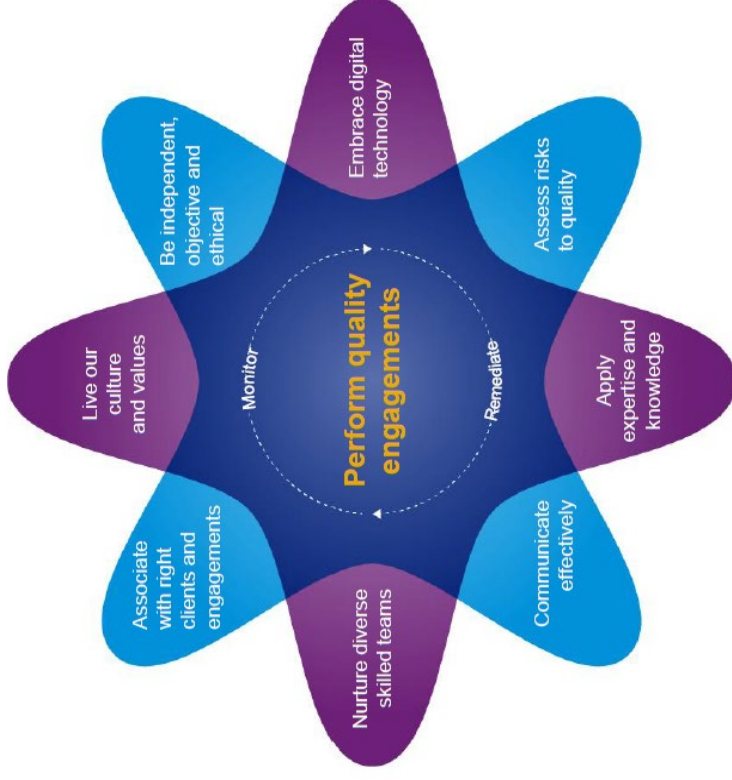 Nurture diverse
skilled teams
Associate
with right
clients and
engagements
Live our
culture
and values
Be independent,
objective and
ethical
Embrace digital
technology
Assess risks
to quality
Apply
expertise and
knowledge
Communicate
effectively
Perform quality
engagements
Monitor
Remediate